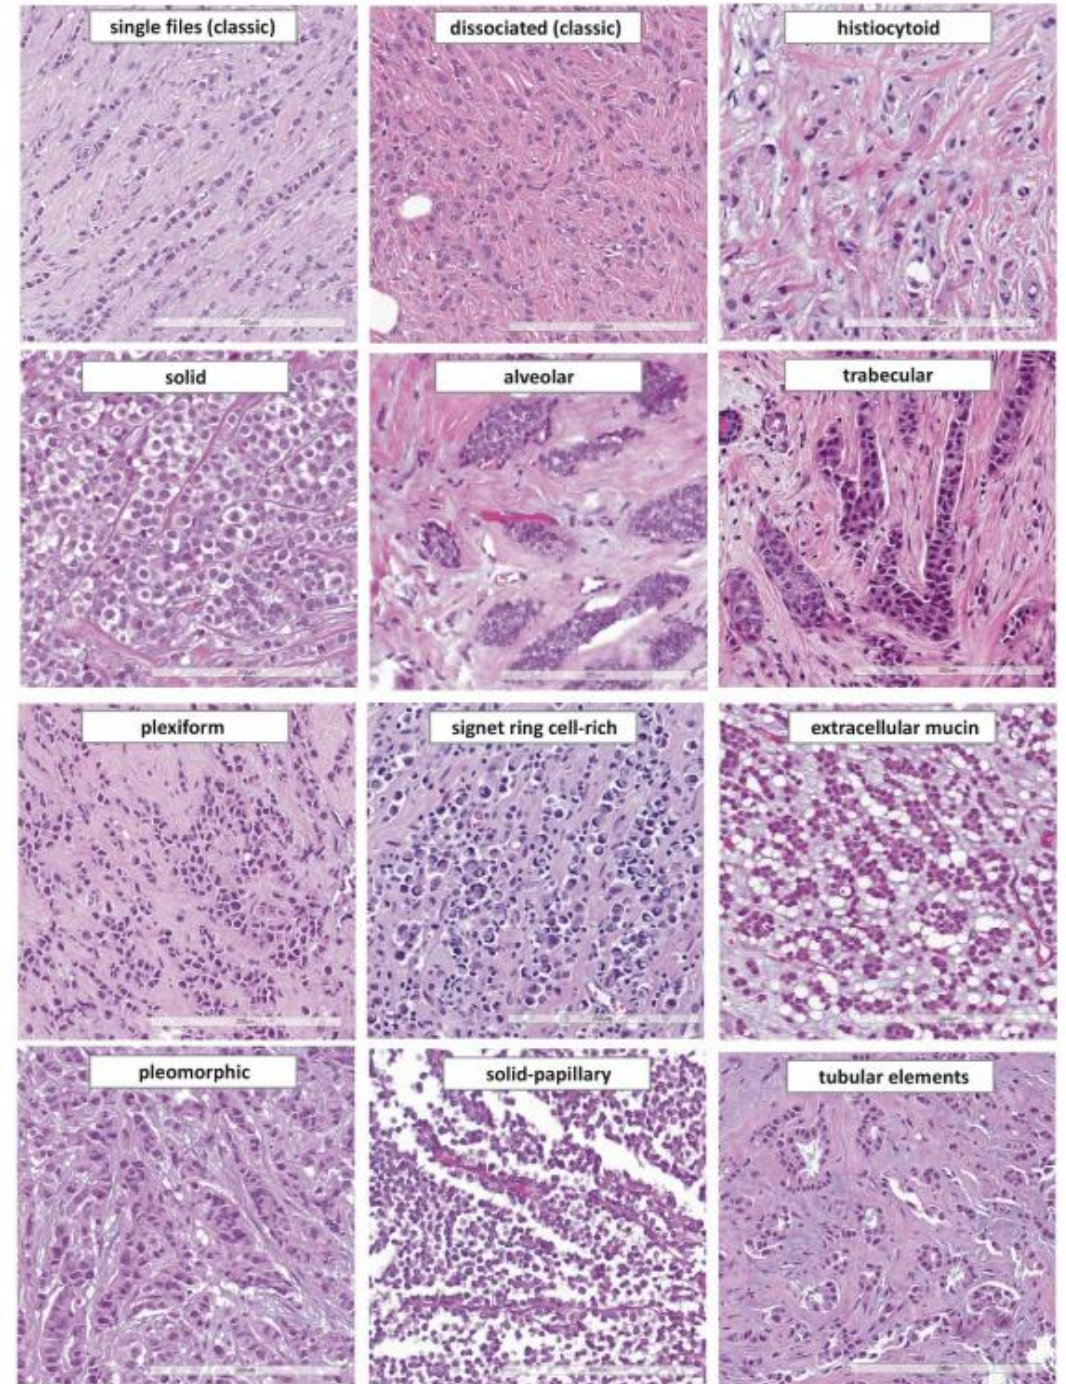 single files (classic)
dissociated (classic)
histiocytoid
solid
alveolar
trabecular
plexiform
signet ring cell-rich
extracellular mucin
pleomorphic
solid-papillary
tubular elements